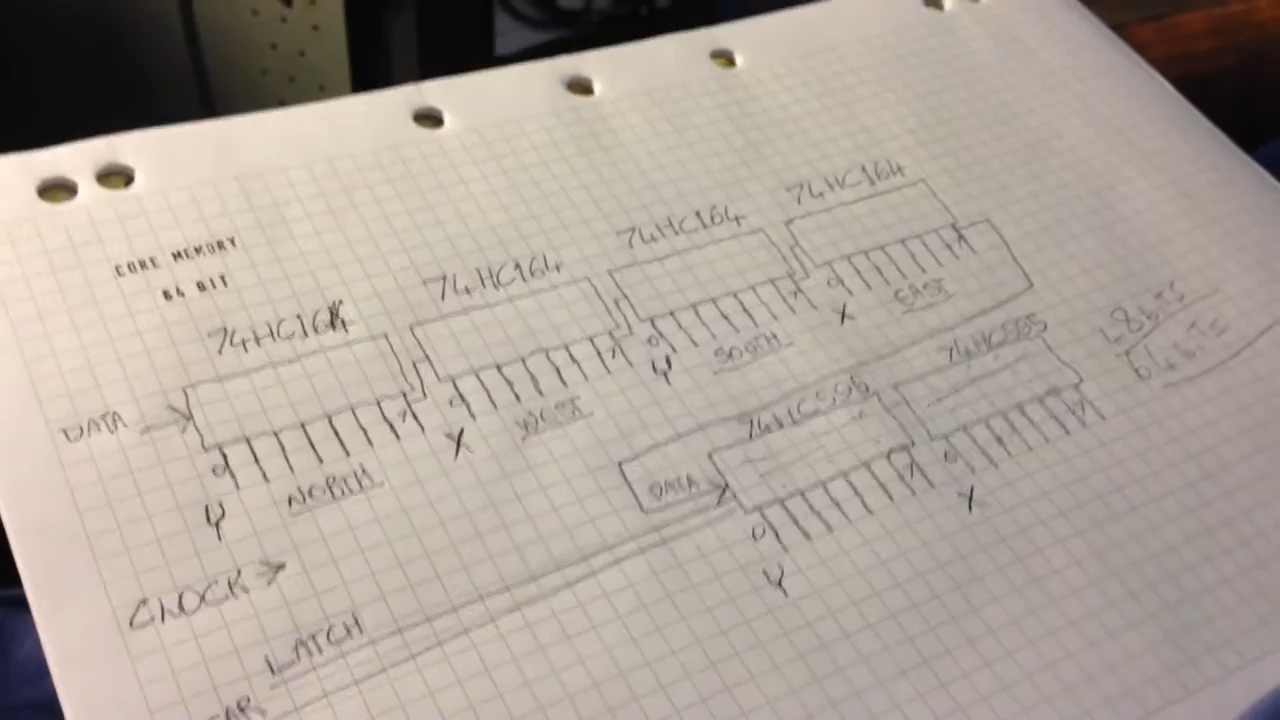 CORE MEMORY
64 BIT
74HC164
74HC164
74HC164
74HC164
DATA
Y
NORTH
X
WEST
Y
SOUTH
X
EAST
74HC595
DATA
Y
X
48 BITS
64 BITS
CLOCK >
LATCH